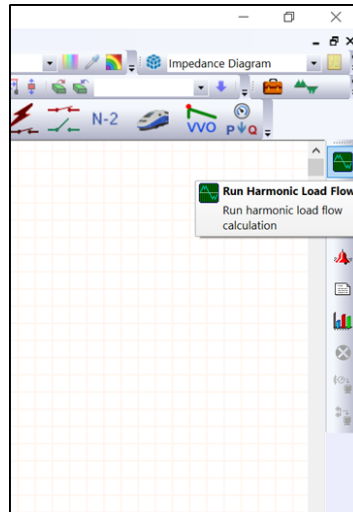 Impedance Diagram
N-2
VVO
P Q
Run Harmonic Load Flow
Run harmonic load flow
calculation